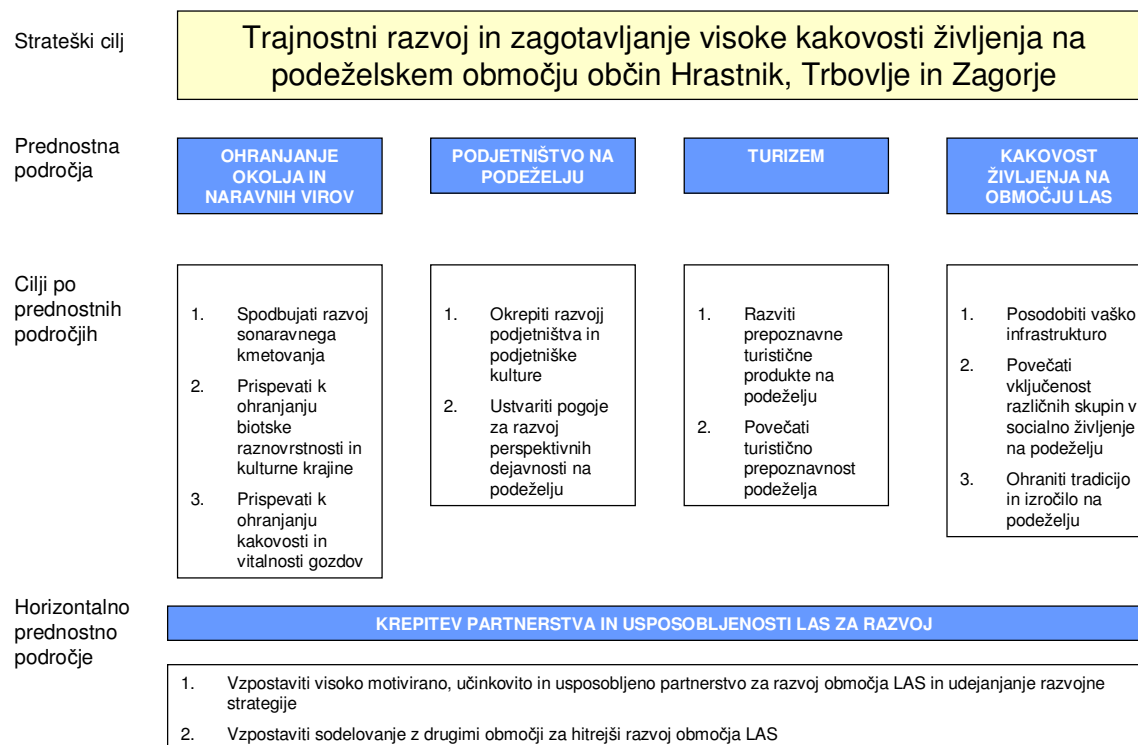 Strateški cilj
Trajnostni razvoj in zagotavljanje visoke kakovosti življenja na
podeželskem območju občin Hrastnik, Trbovlje in Zagorje
Prednostna
področja
OHRANJANJE
OKOLJA IN
NARAVNIH VIROV
PODJETNIŠTVO NA
PODEŽELJU
TURIZEM
KAKOVOST
ŽIVLJENJA NA
OBMOČJU LAS
Cilji po
prednostnih
področjih
1. Spodbujati razvoj
sonaravnega
kmetovanja
2. Prispevati k
ohranjanju
biotske
raznovrstnosti in
kulturne krajine
3. Prispevati k
ohranjanju
kakovosti in
vitalnosti gozdov
1. Okrepiti razvojj
podjetništva in
podjetniške
kulture
2. Ustvariti pogoje
za razvoj
perspektivnih
dejavnosti na
podeželju
1. Razviti
prepoznavne
turistične
produkte na
podeželju
2. Povečati
turistično
prepoznavnost
podeželja
1. Posodobiti vaško
infrastrukturo
2. Povečati
vključenost
različnih skupin v
socialno življenje
na podeželju
3. Ohraniti tradicijo
in izročilo na
podeželju
Horizontalno
prednostno
področje
KREPITEV PARTNERSTVA IN USPOSOBLJENOSTI LAS ZA RAZVOJ
1. Vzpostaviti visoko motivirano, učinkovito in usposobljeno partnerstvo za razvoj območja LAS in udejanjanje razvojne
strategije
2. Vzpostaviti sodelovanje z drugimi območji za hitrejši razvoj območja LAS